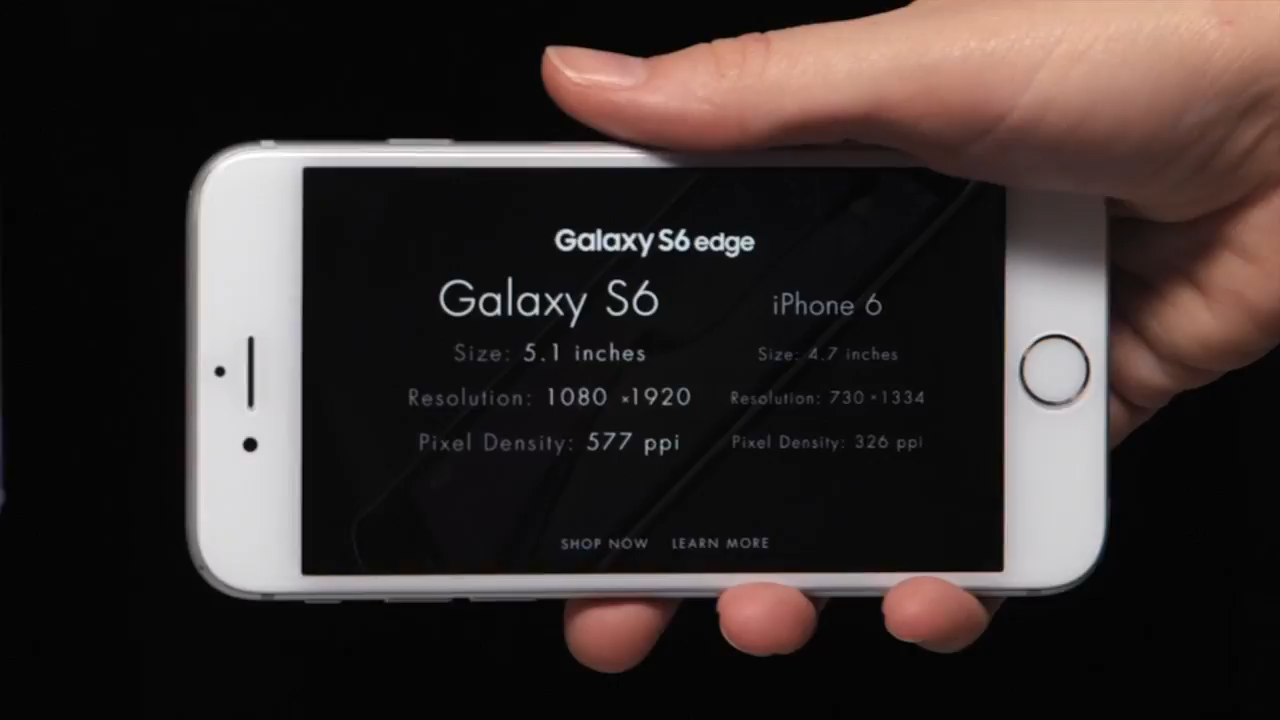 Galaxy S6 edge
Galaxy S6
Size: 5.1 inches
Resolution: 1080 ×1920
Pixel Density: 577 ppi
iPhone 6
Size: 4.7 inches
Resolution: 730 ×1334
Pixel Density: 326 ppi
SHOP NOW LEARN MORE